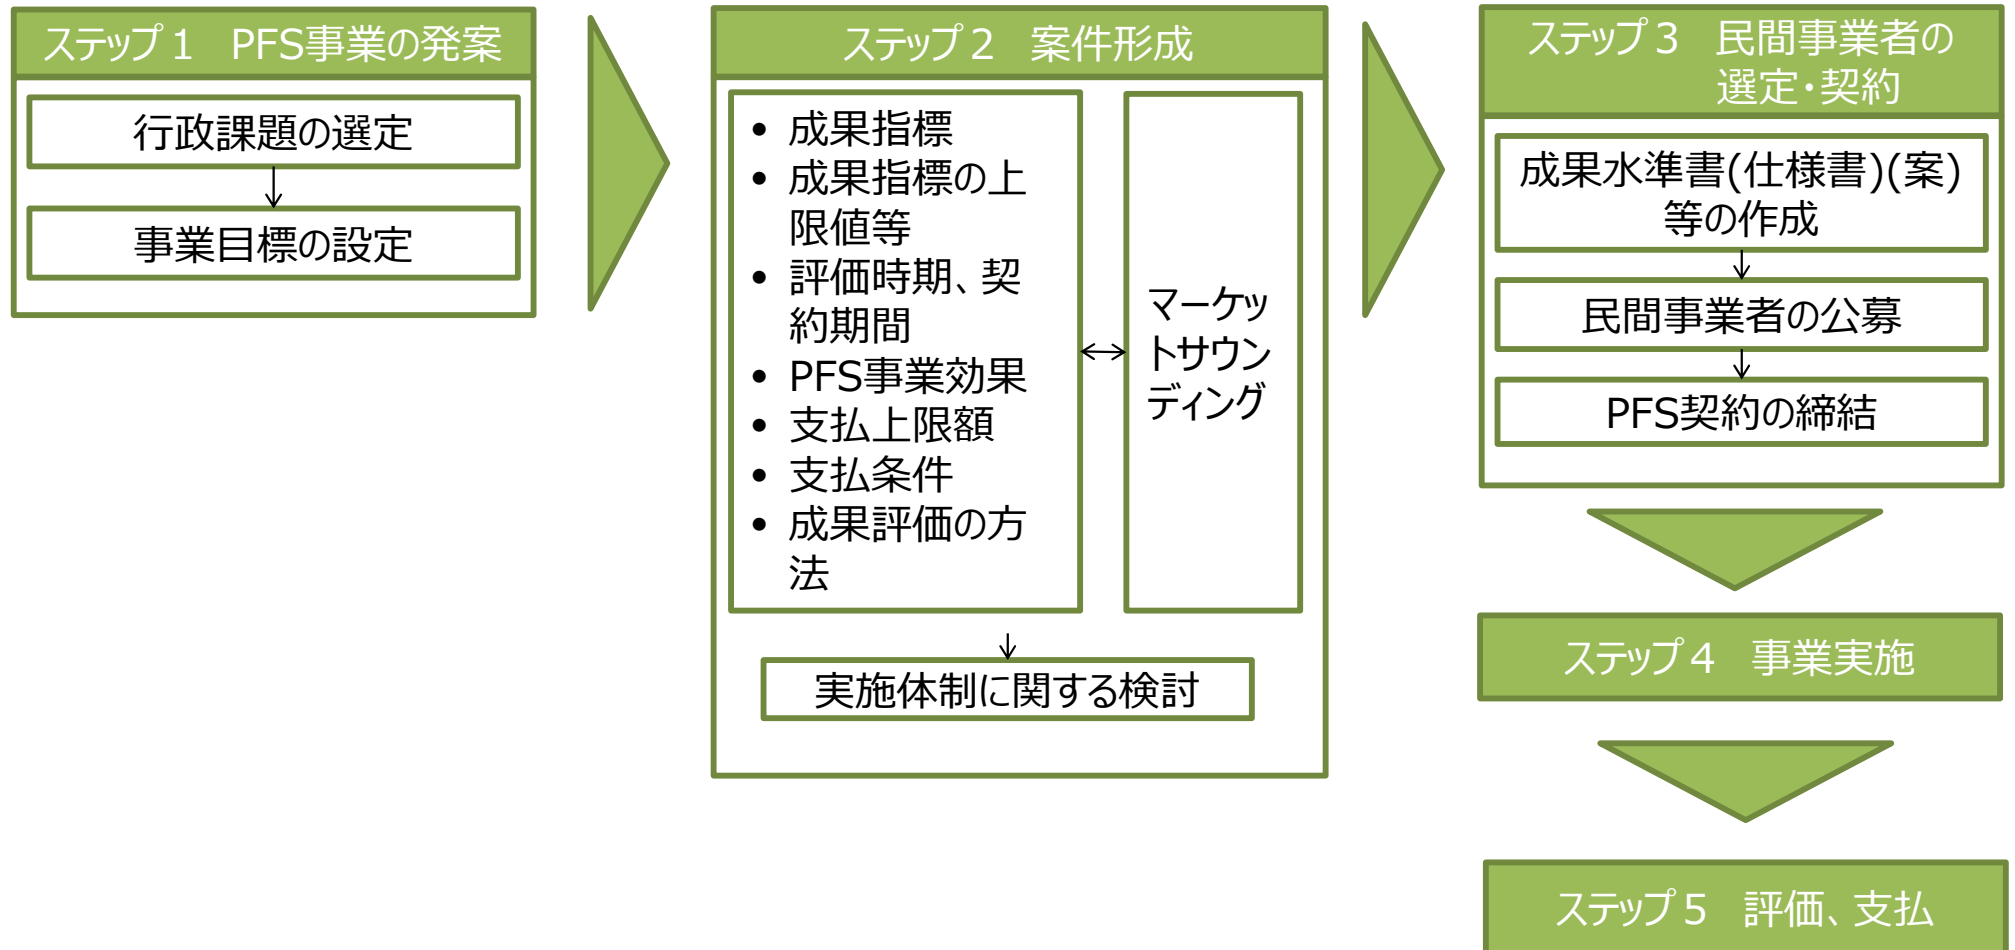 ステップ1　PFS事業の発案
行政課題の選定
事業目標の設定
ステップ2　案件形成
• 成果指標
• 成果指標の上
限値等
• 評価時期、契
約期間
• PFS事業効果
• 支払上限額
• 支払条件
• 成果評価の方
法
マーケッ
トサウン
ディング
実施体制に関する検討
ステップ3　民間事業者の
選定・契約
成果水準書(仕様書)(案)
等の作成
民間事業者の公募
PFS契約の締結
ステップ4　事業実施
ステップ5　評価、支払